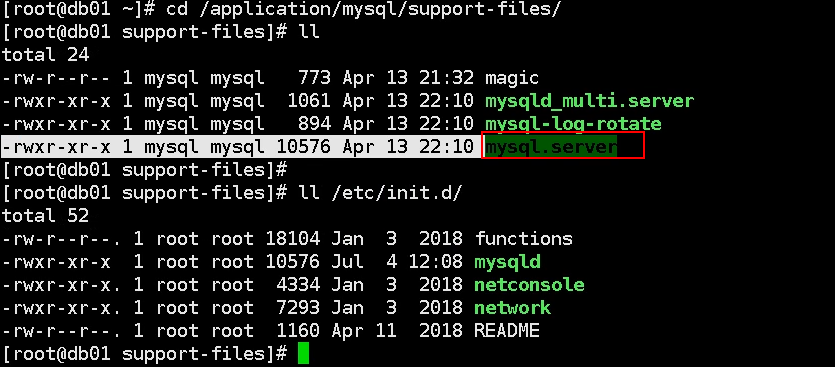 [root@db01 ~]# cd /application/mysql/support-files/
[root@db01 support-files]# ll
total 24
-rw-r--r-- 1 mysql mysql   773 Apr 13 21:32 magic
-rwxr-xr-x 1 mysql mysql  1061 Apr 13 22:10 mysqld_multi.server
-rwxr-xr-x 1 mysql mysql   894 Apr 13 22:10 mysql-log-rotate
-rwxr-xr-x 1 mysql mysql 10576 Apr 13 22:10 mysql.server
[root@db01 support-files]#
[root@db01 support-files]# ll /etc/init.d/
total 52
-rw-r--r--. 1 root root 18104 Jan  3  2018 functions
-rwxr-xr-x  1 root root 10576 Jul  4 12:08 mysqld
-rwxr-xr-x. 1 root root  4334 Jan  3  2018 netconsole
-rwxr-xr-x. 1 root root  7293 Jan  3  2018 network
-rw-r--r--  1 root root  1160 Apr 11  2018 README
[root@db01 support-files]#